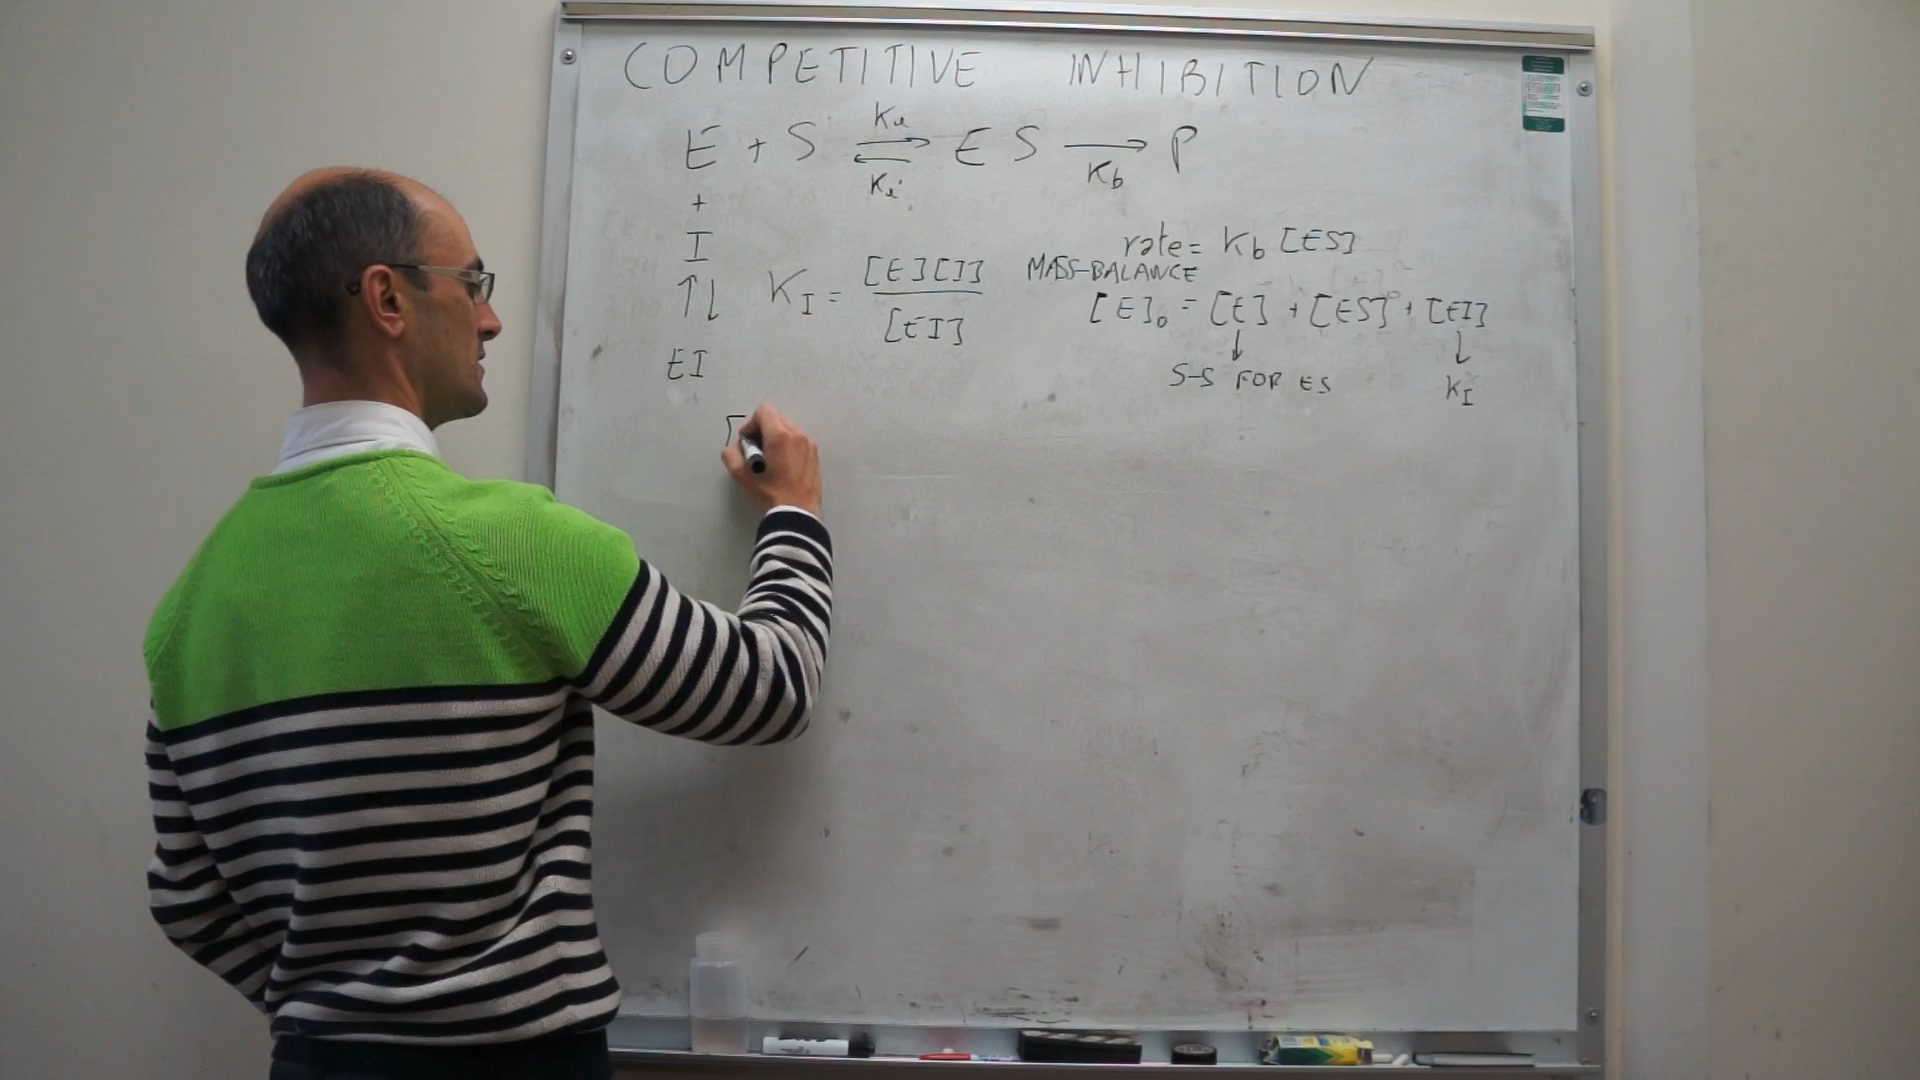 COMPETITIVE INHIBITION
Ka
E + S ⇌ ES → P
Ka' Kb
+
I
↑↓
EI
KI = [E][I]
[EI]
rate = Kb [ES]
MASS-BALANCE
[E]₀ = [E] + [ES] + [EI]
↓ ↓
S-S FOR ES KI
[